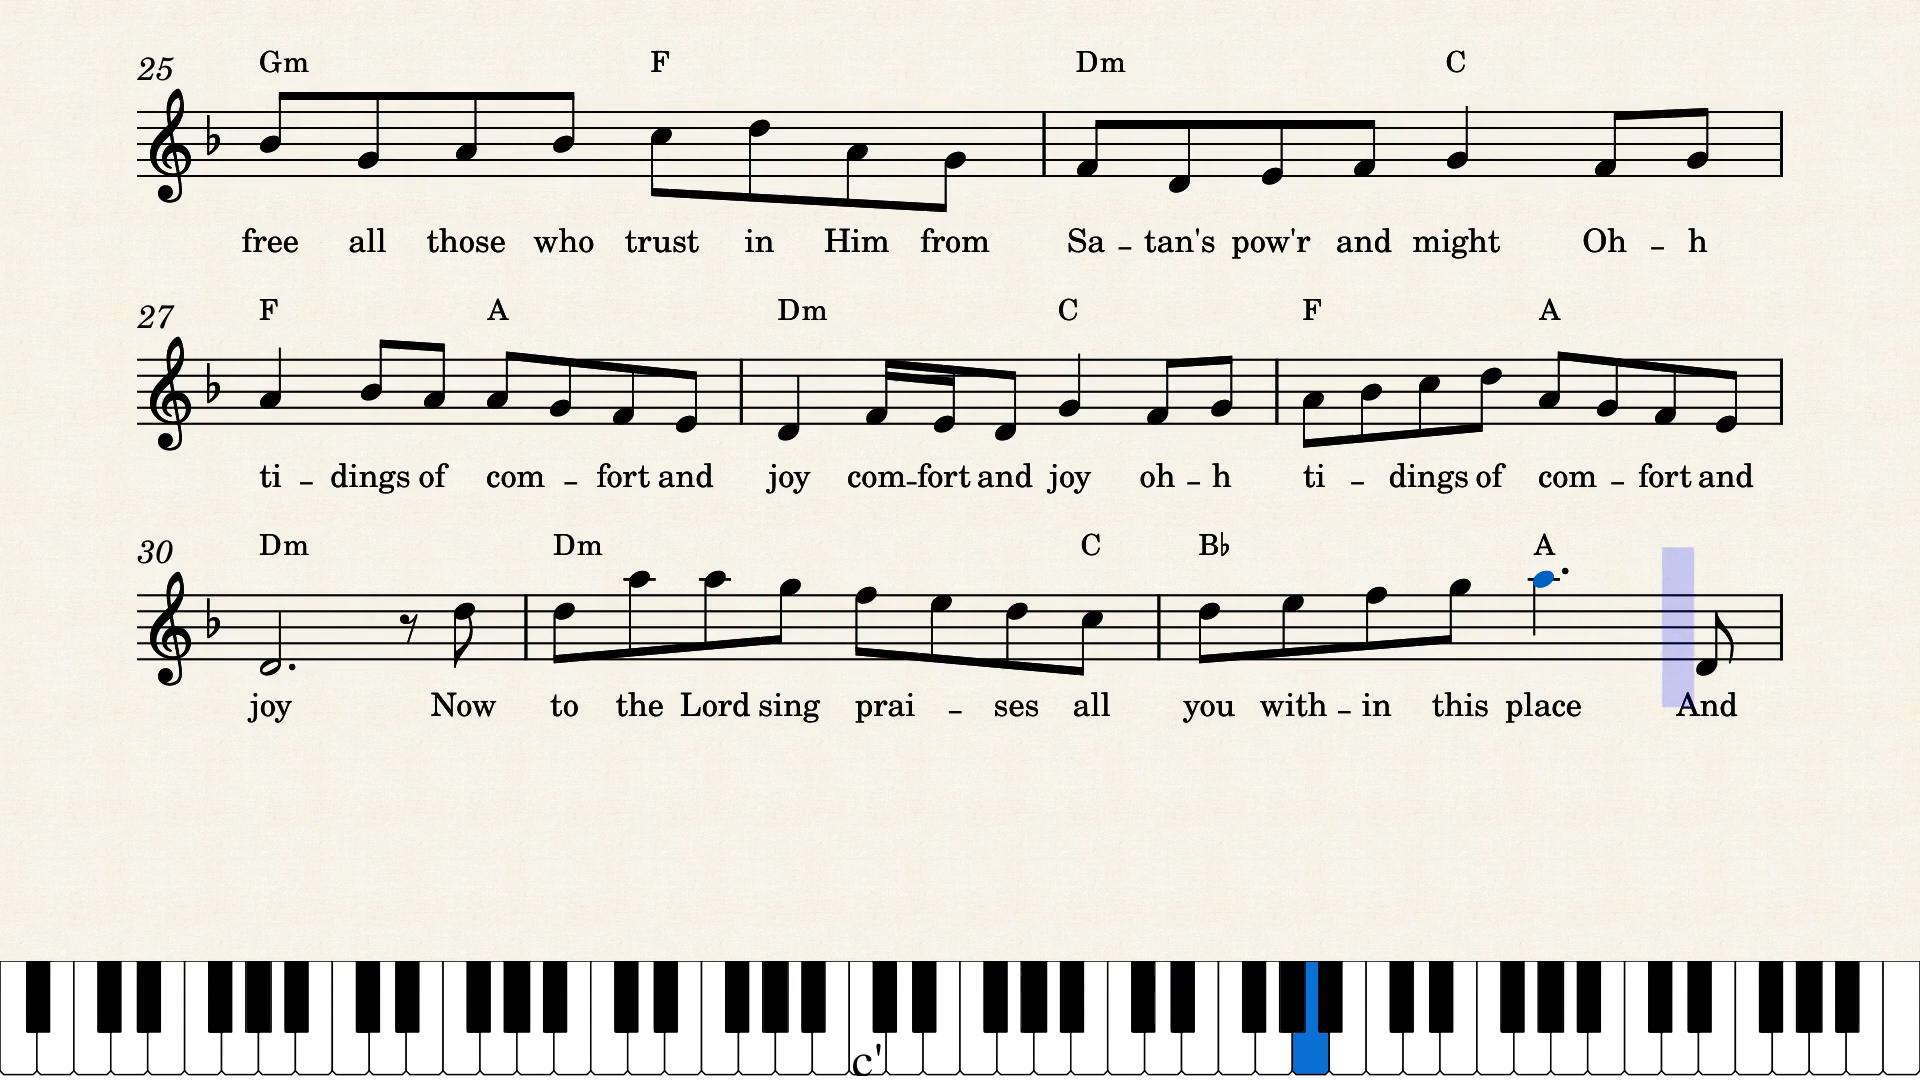 25 Gm F Dm C
free all those who trust in Him from Sa – tan's pow'r and might Oh – h
27 F A Dm C F A
ti – dings of com – fort and joy com – fort and joy oh – h ti – dings of com – fort and
30 Dm Dm C B♭ A
joy Now to the Lord sing prai – ses all you with – in this place And
c'